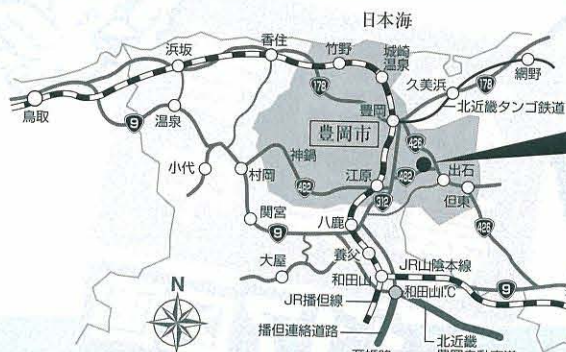 日本海
浜坂
香住
竹野
城崎
温泉
久美浜
178
網野
178
豊岡
北近畿タンゴ鉄道
鳥取
9
温泉
豊岡市
426
神鍋
出石
小代
村岡
482
江原
482
312
但東
関宮
八鹿
9
426
養父
大屋
JR山陰本線
和田山
9
N
JR播但線
和田山I.C
播但連絡道路
北近畿